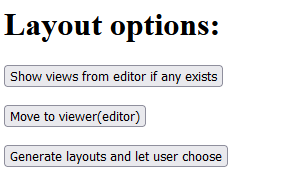 Layout options:
Show views from editor if any exists
Move to viewer(editor)
Generate layouts and let user choose